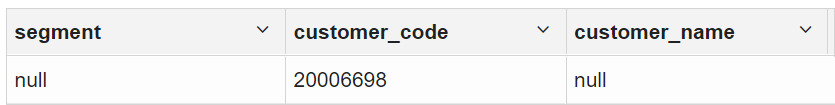 segment customer_code customer_name
null 20006698 null